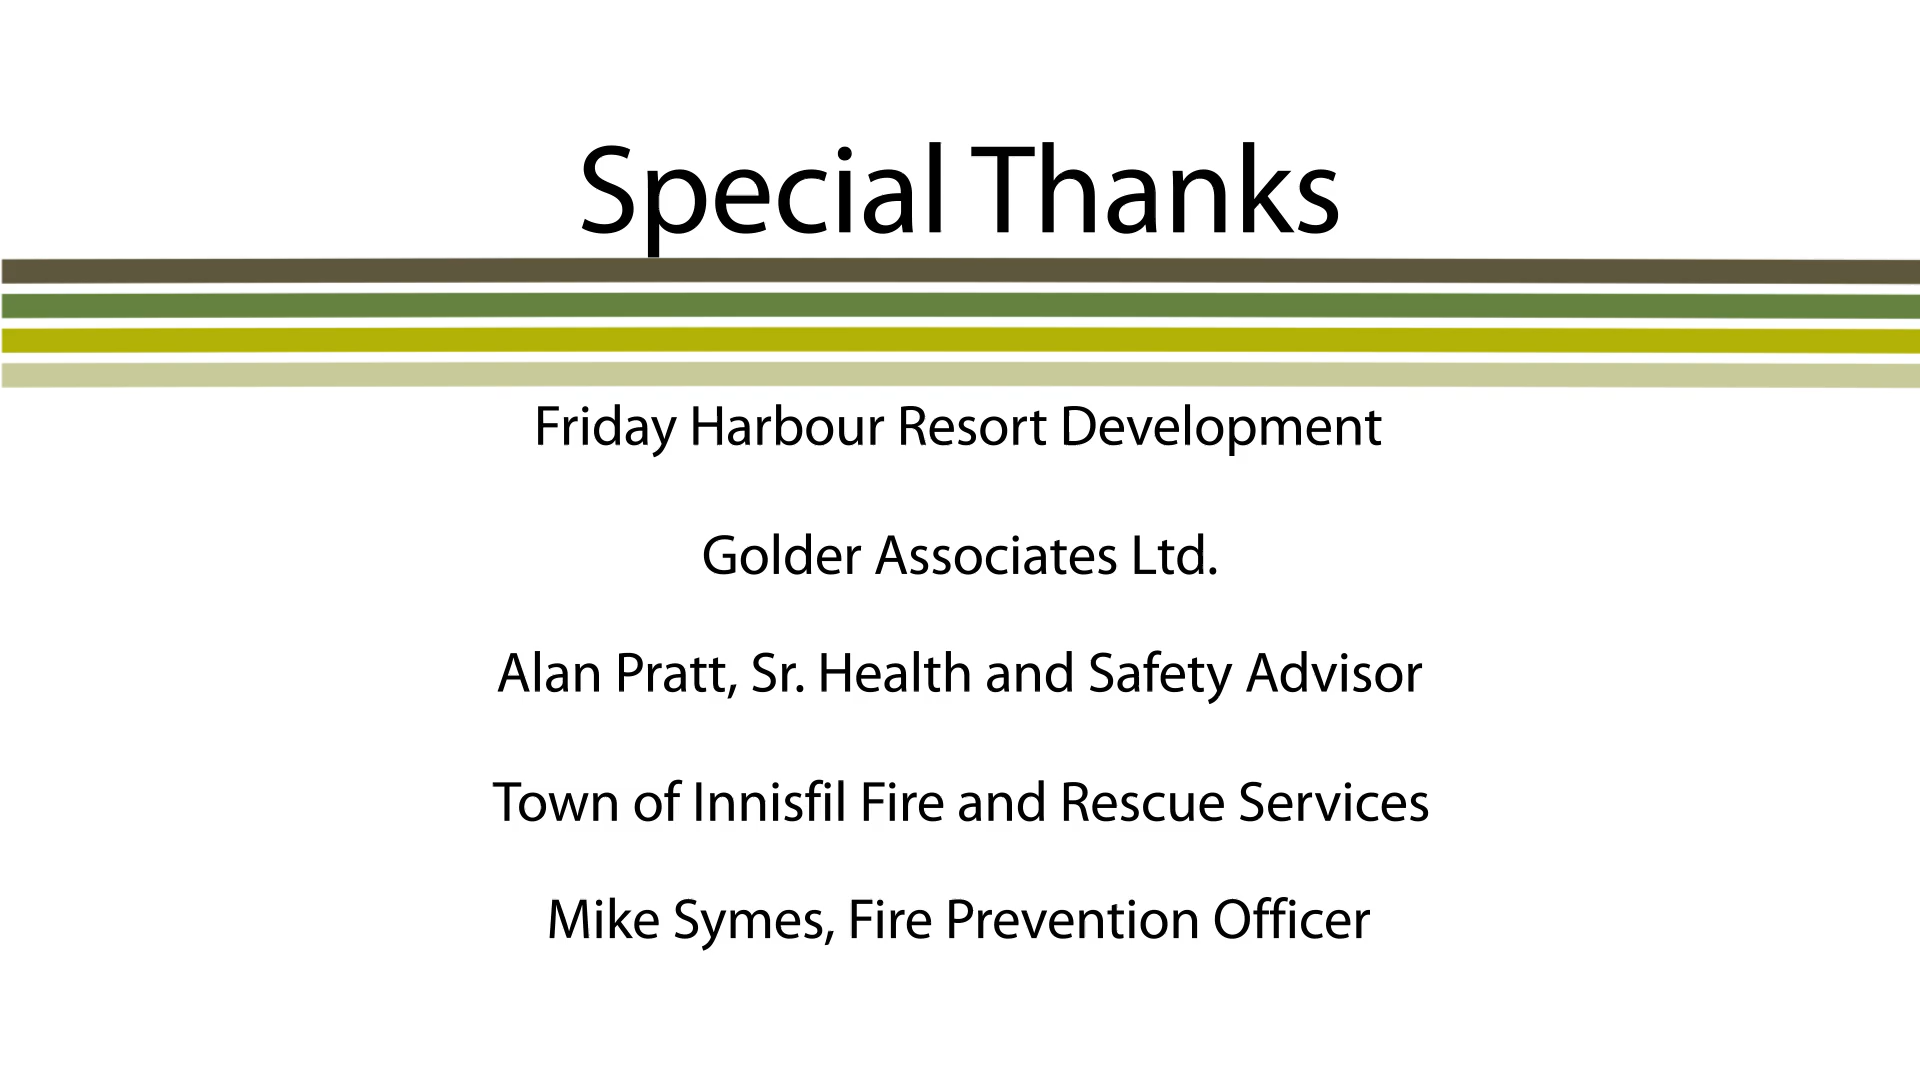 Special Thanks
Friday Harbour Resort Development
Golder Associates Ltd.
Alan Pratt, Sr. Health and Safety Advisor
Town of Innisfil Fire and Rescue Services
Mike Symes, Fire Prevention Officer